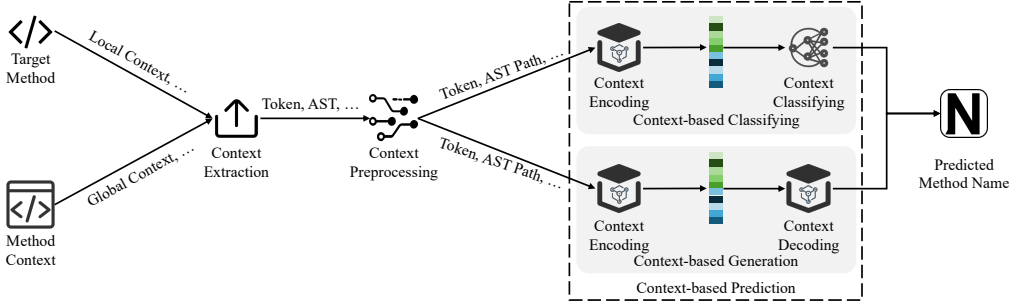 Target
Method
Local Context, …
Global Context, …
Method
Context
Context
Extraction
Token, AST, …
Context
Preprocessing
Token, AST Path, …
Token, AST Path, …
Context
Encoding
Context
Classifying
Context-based Classifying
Context
Encoding
Context
Decoding
Context-based Generation
Context-based Prediction
N
Predicted
Method Name